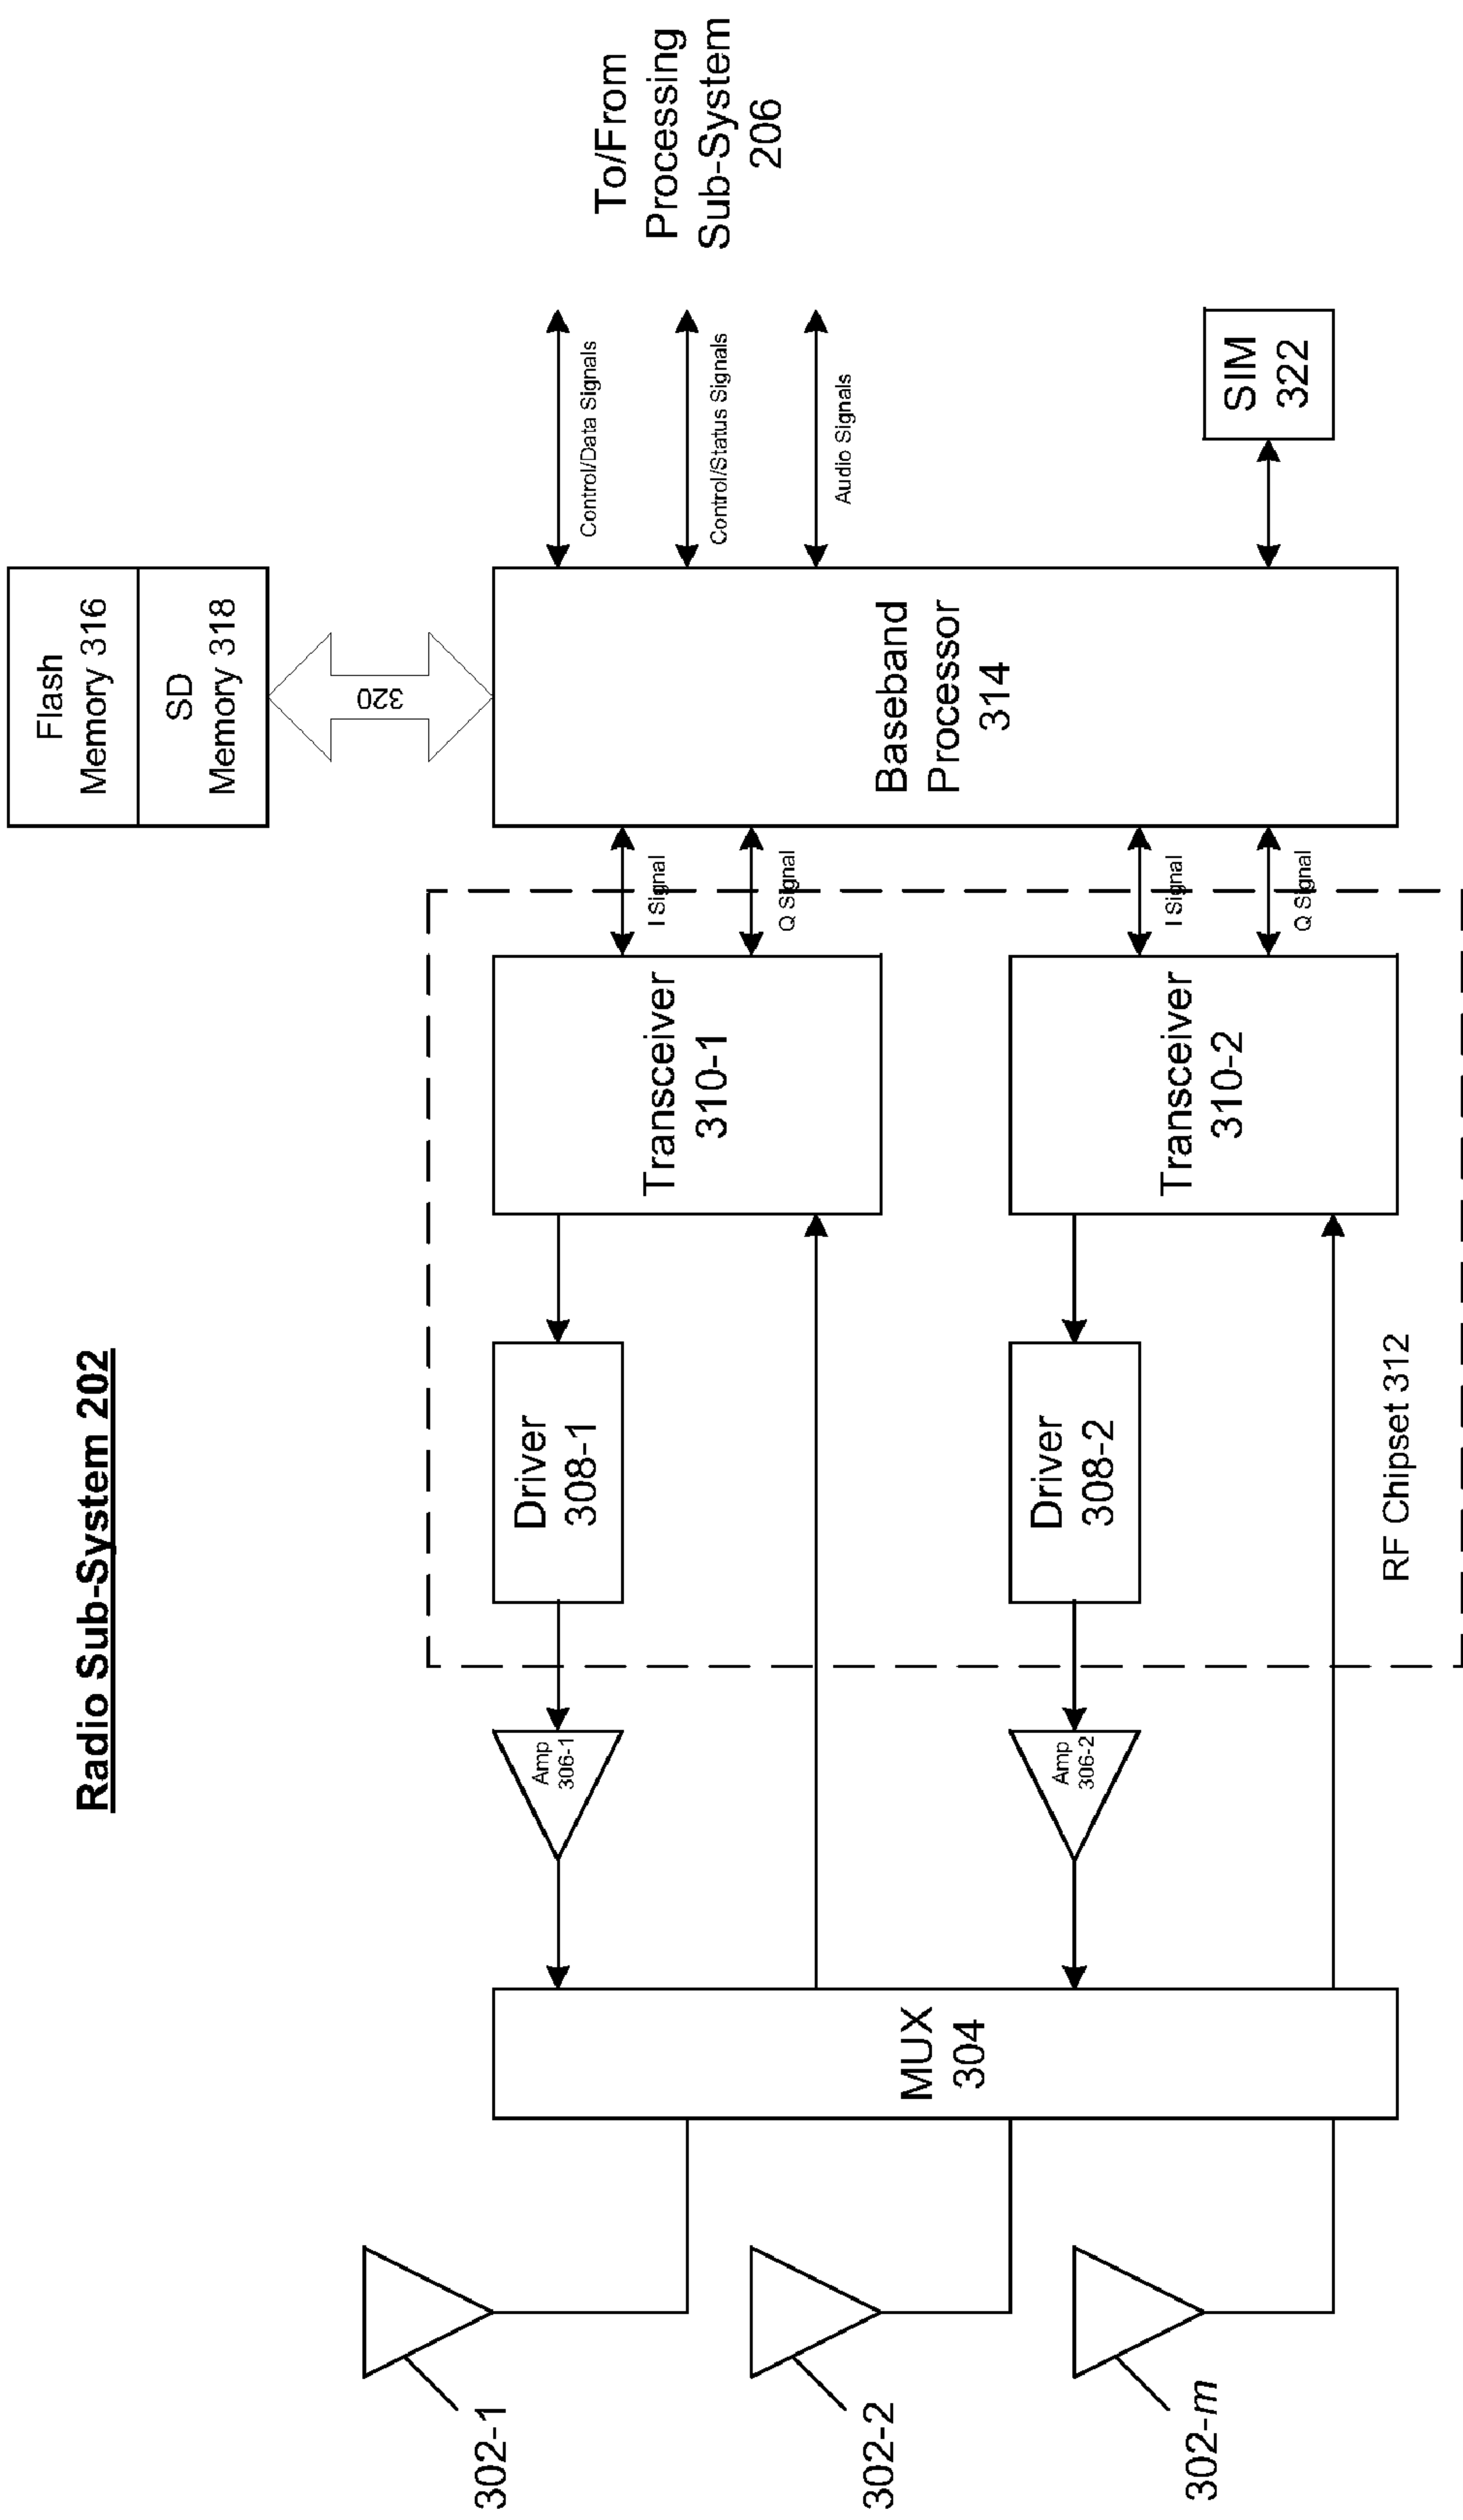 Radio Sub-System 202
Flash
Memory 316
SD
Memory 318
320
To/From
Processing
Sub-System
206
Control/Data Signals
Control/Status Signals
Audio Signals
SIM
322
Baseband
Processor
314
I Signal
Q Signal
I Signal
Q Signal
Transceiver
310-1
Transceiver
310-2
Driver
308-1
Driver
308-2
RF Chipset 312
Amp
306-1
Amp
306-2
MUX
304
302-1
302-2
302-m